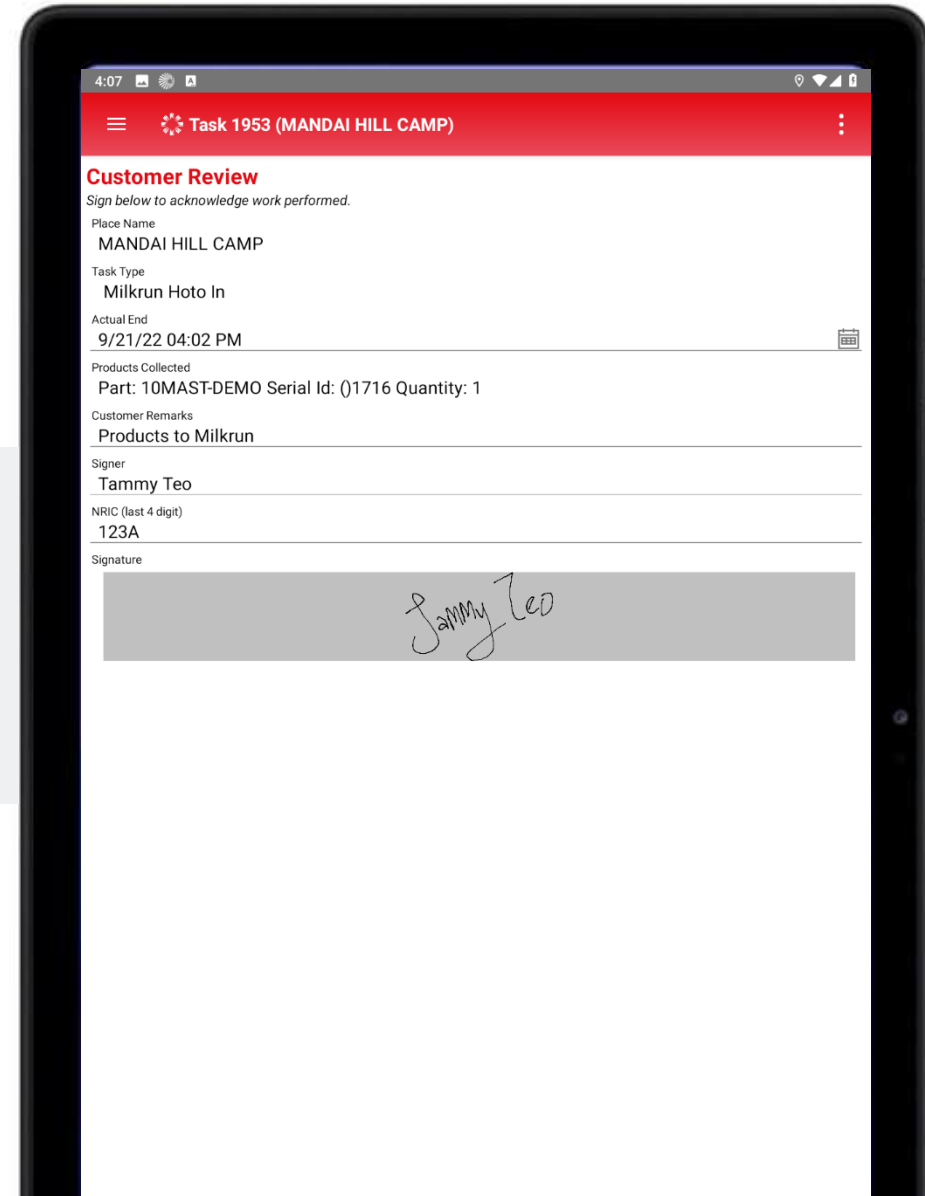 4:07
Task 1953 (MANDAI HILL CAMP)
Customer Review
Sign below to acknowledge work performed.
Place Name
MANDAI HILL CAMP
Task Type
Milkrun Hoto In
Actual End
9/21/22 04:02 PM
Products Collected
Part: 10MAST-DEMO Serial Id: ()1716 Quantity: 1
Customer Remarks
Products to Milkrun
Signer
Tammy Teo
NRIC (last 4 digit)
123A
Signature
Tammy Teo